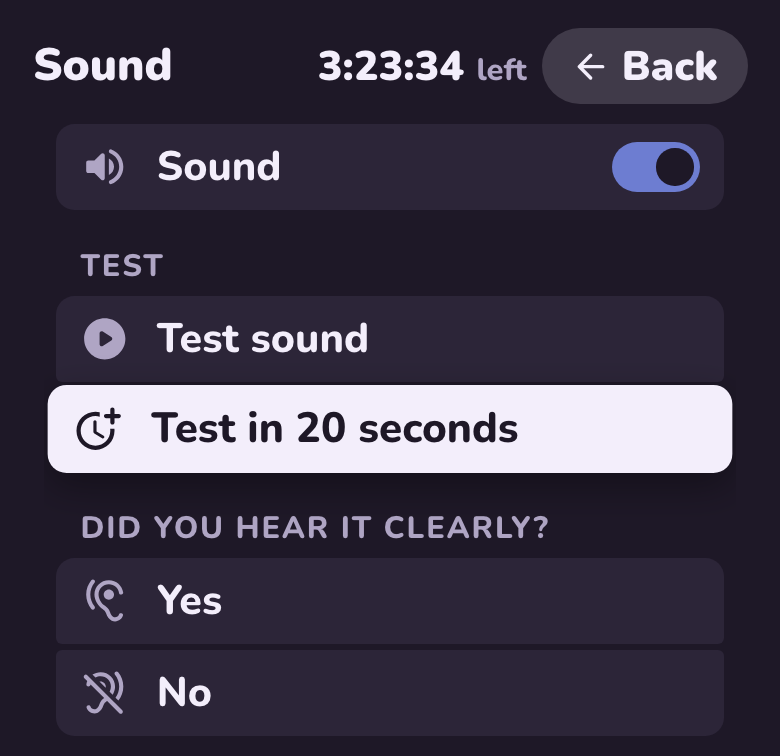 Sound 3:23:34 left Back
Sound
TEST
Test sound
Test in 20 seconds
DID YOU HEAR IT CLEARLY?
Yes
No